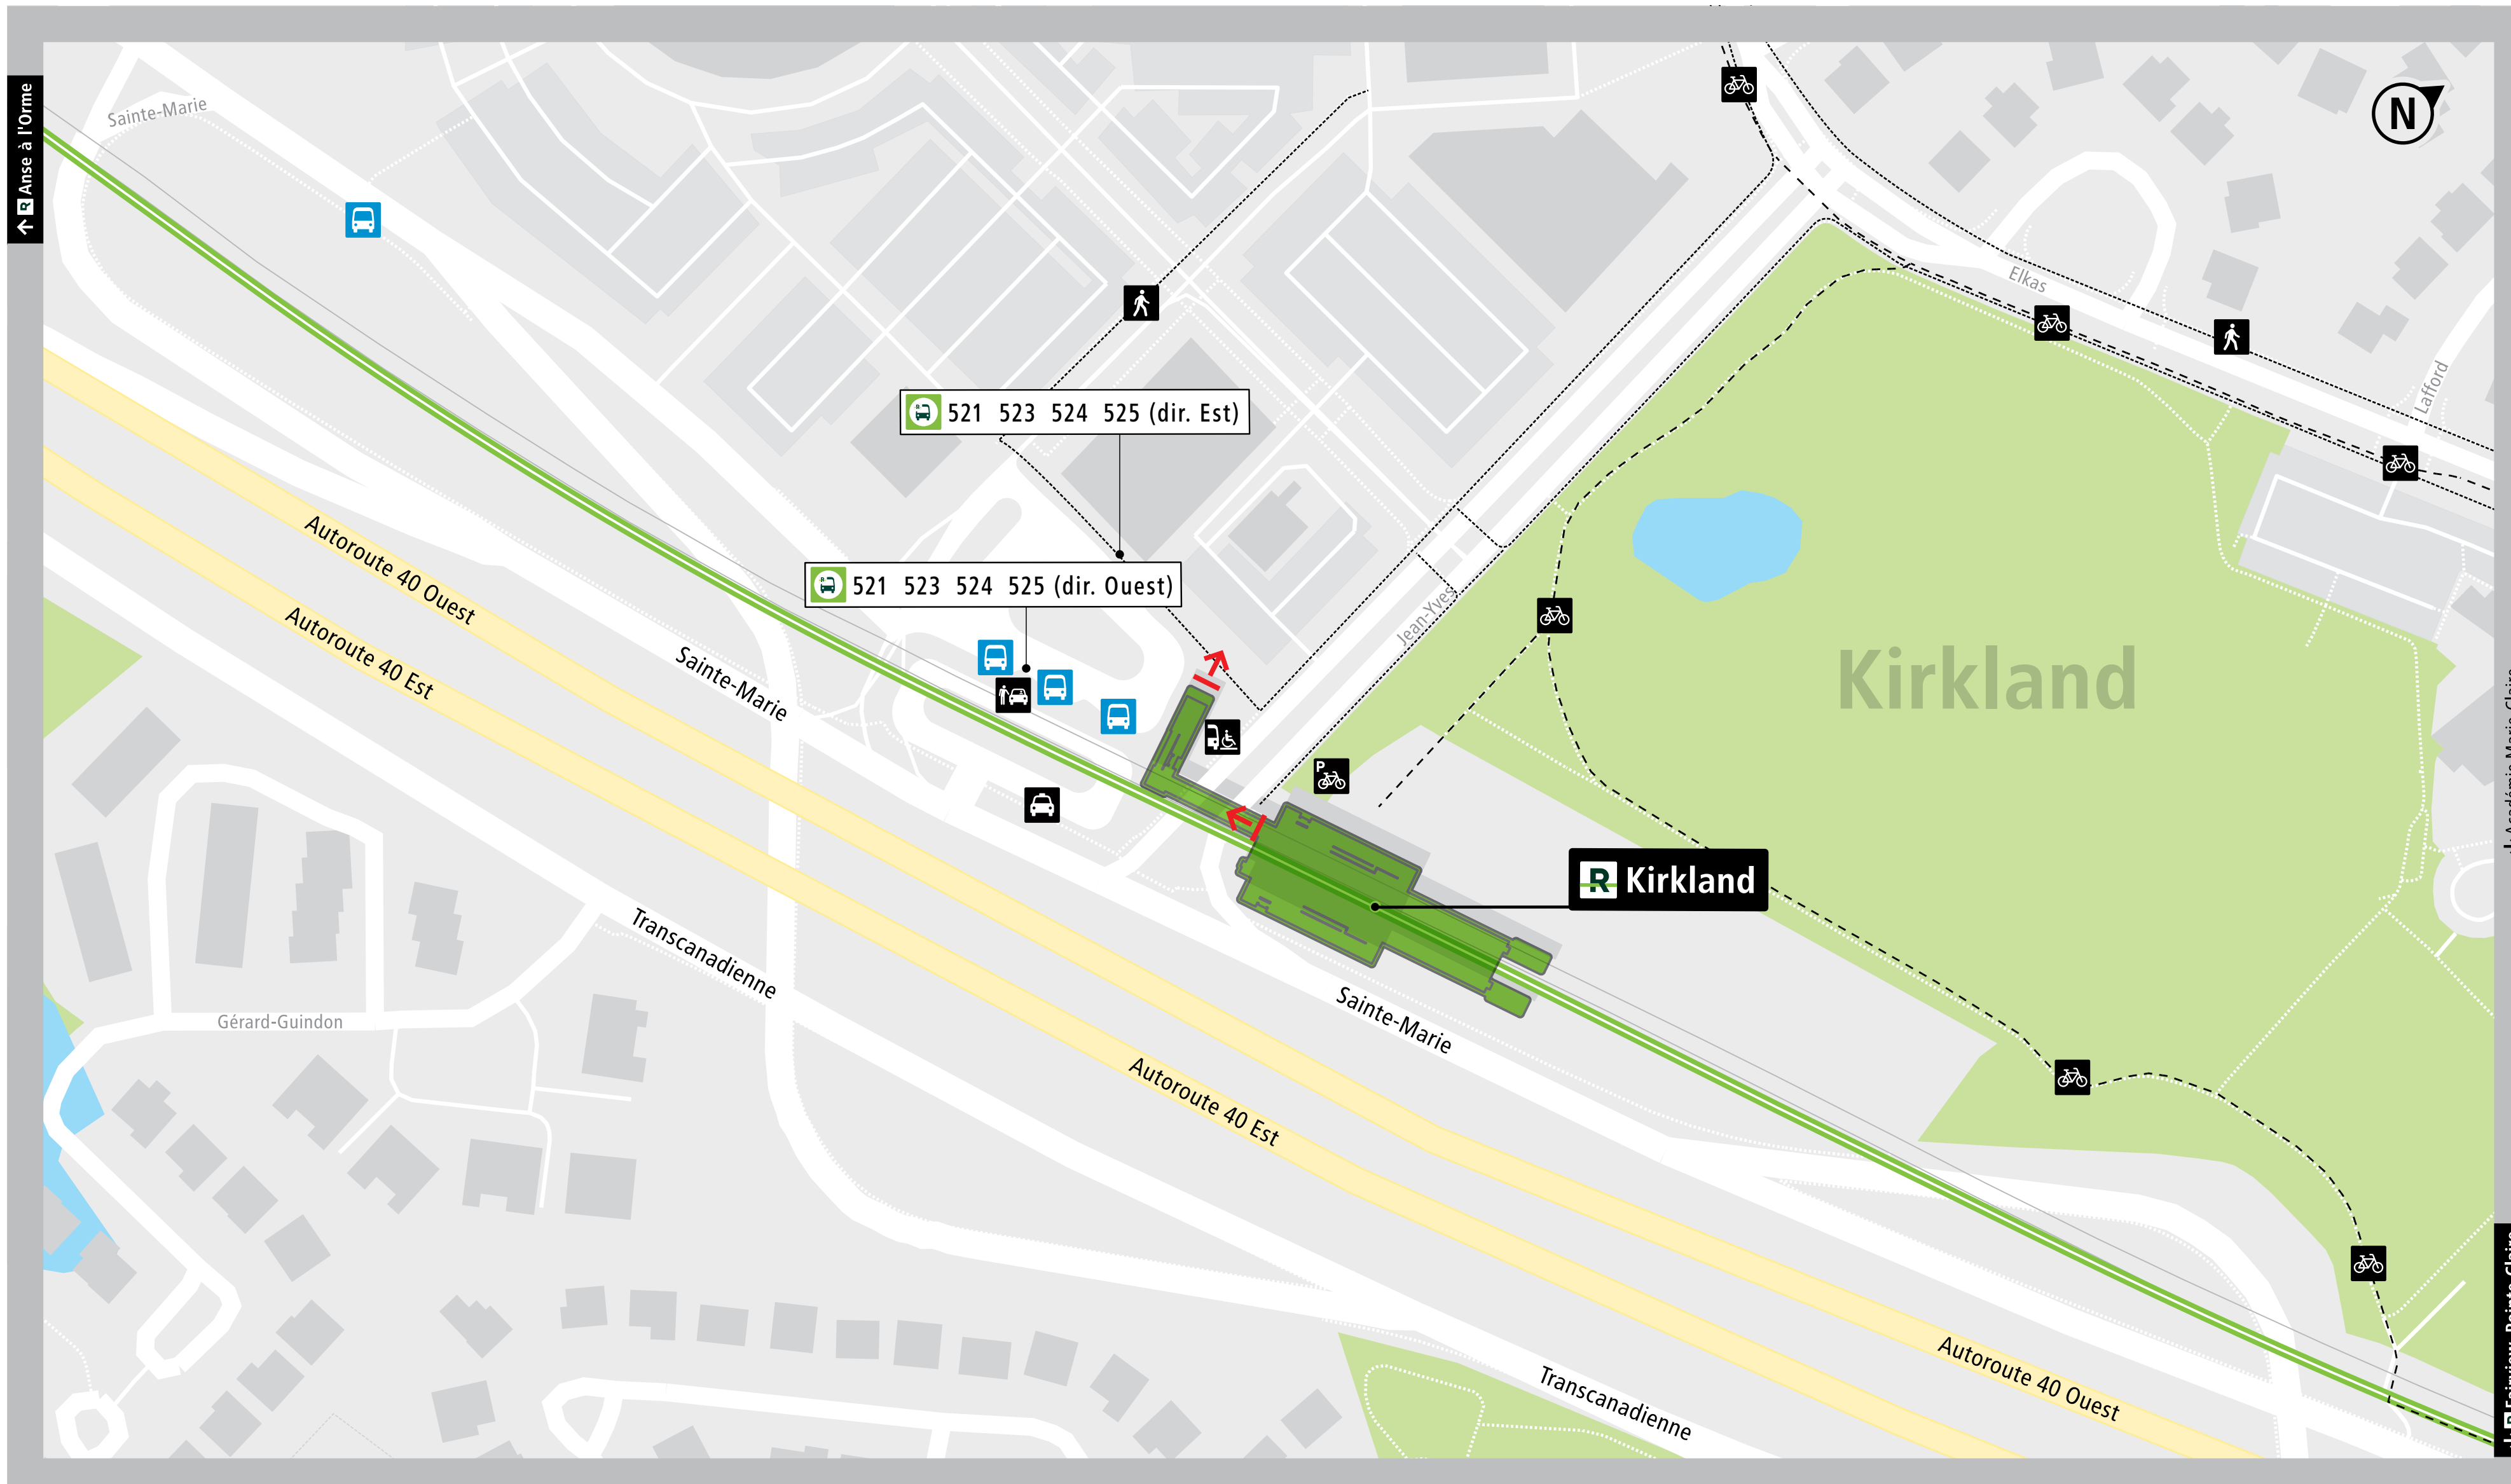 Sainte-Marie
R Anse à l'Orme
N
Elkas
Lafford
521 523 524 525 (dir. Est)
Autoroute 40 Ouest
521 523 524 525 (dir. Ouest)
Jean-Yves
Autoroute 40 Est
Sainte-Marie
Kirkland
P
R Kirkland
Transcanadienne
Sainte-Marie
Gérard-Guindon
Autoroute 40 Est
Autoroute 40 Ouest
Transcanadienne